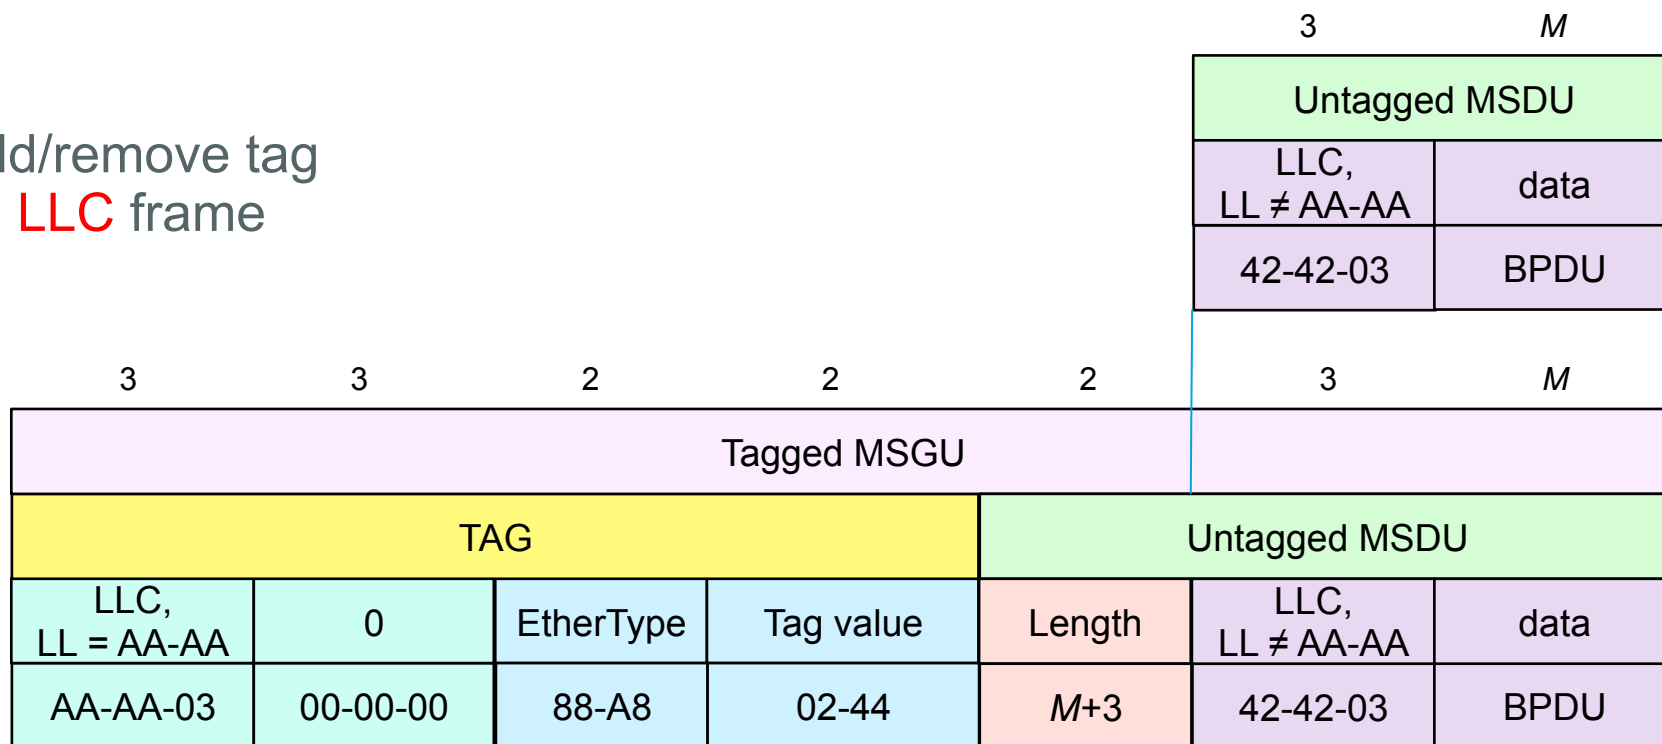 3 M
Untagged MSDU
ld/remove tag
LLC frame
LLC,
LL ≠ AA-AA
data
42-42-03 BPDU
3 3 2 2 2 3 M
Tagged MSGU
TAG Untagged MSDU
LLC,
LL = AA-AA
0
EtherType
Tag value
Length
LLC,
LL ≠ AA-AA
data
AA-AA-03 00-00-00 88-A8 02-44 M+3 42-42-03 BPDU